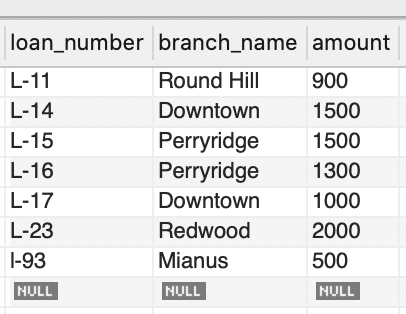 loan_number branch_name amount
L-11 Round Hill 900
L-14 Downtown 1500
L-15 Perryridge 1500
L-16 Perryridge 1300
L-17 Downtown 1000
L-23 Redwood 2000
l-93 Mianus 500
NULL NULL NULL